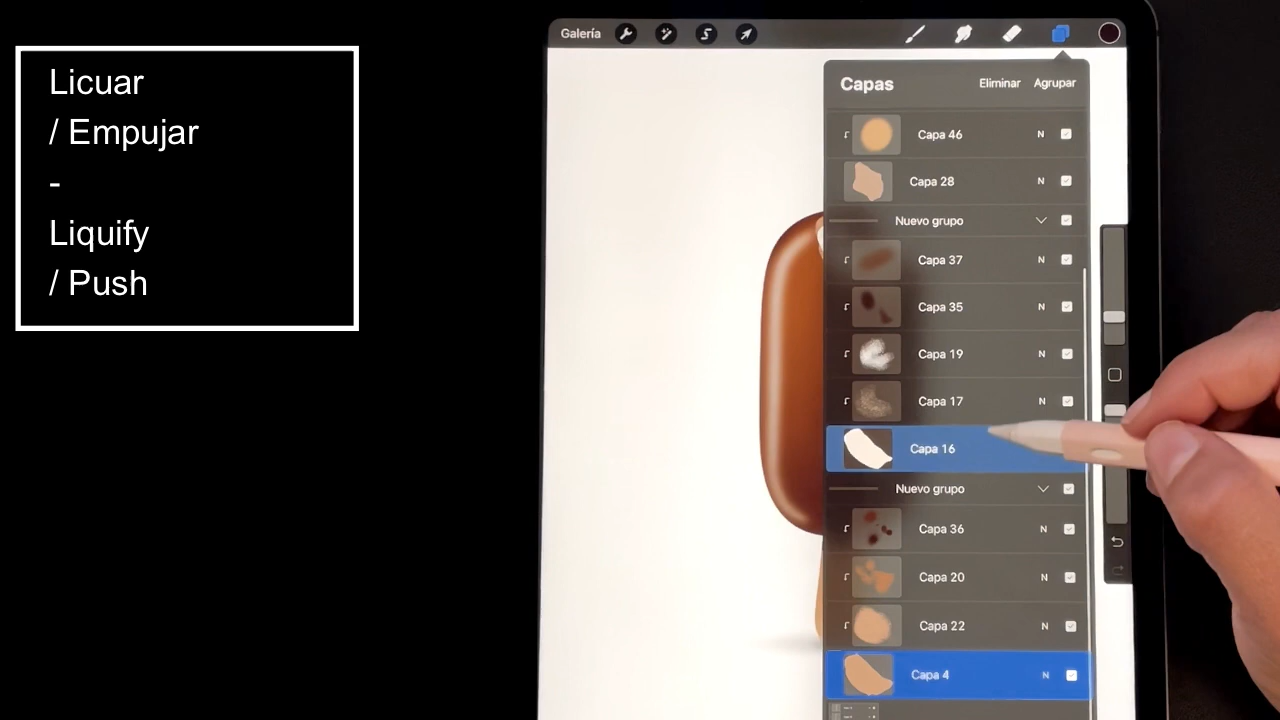 Licuar
/ Empujar
-
Liquify
/ Push
Galería
Capas Eliminar Agrupar
Capa 46 N
Capa 28 N
Nuevo grupo
Capa 37 N
Capa 35 N
Capa 19 N
Capa 17 N
Capa 16
Nuevo grupo
Capa 36 N
Capa 20 N
Capa 22 N
Capa 4 N